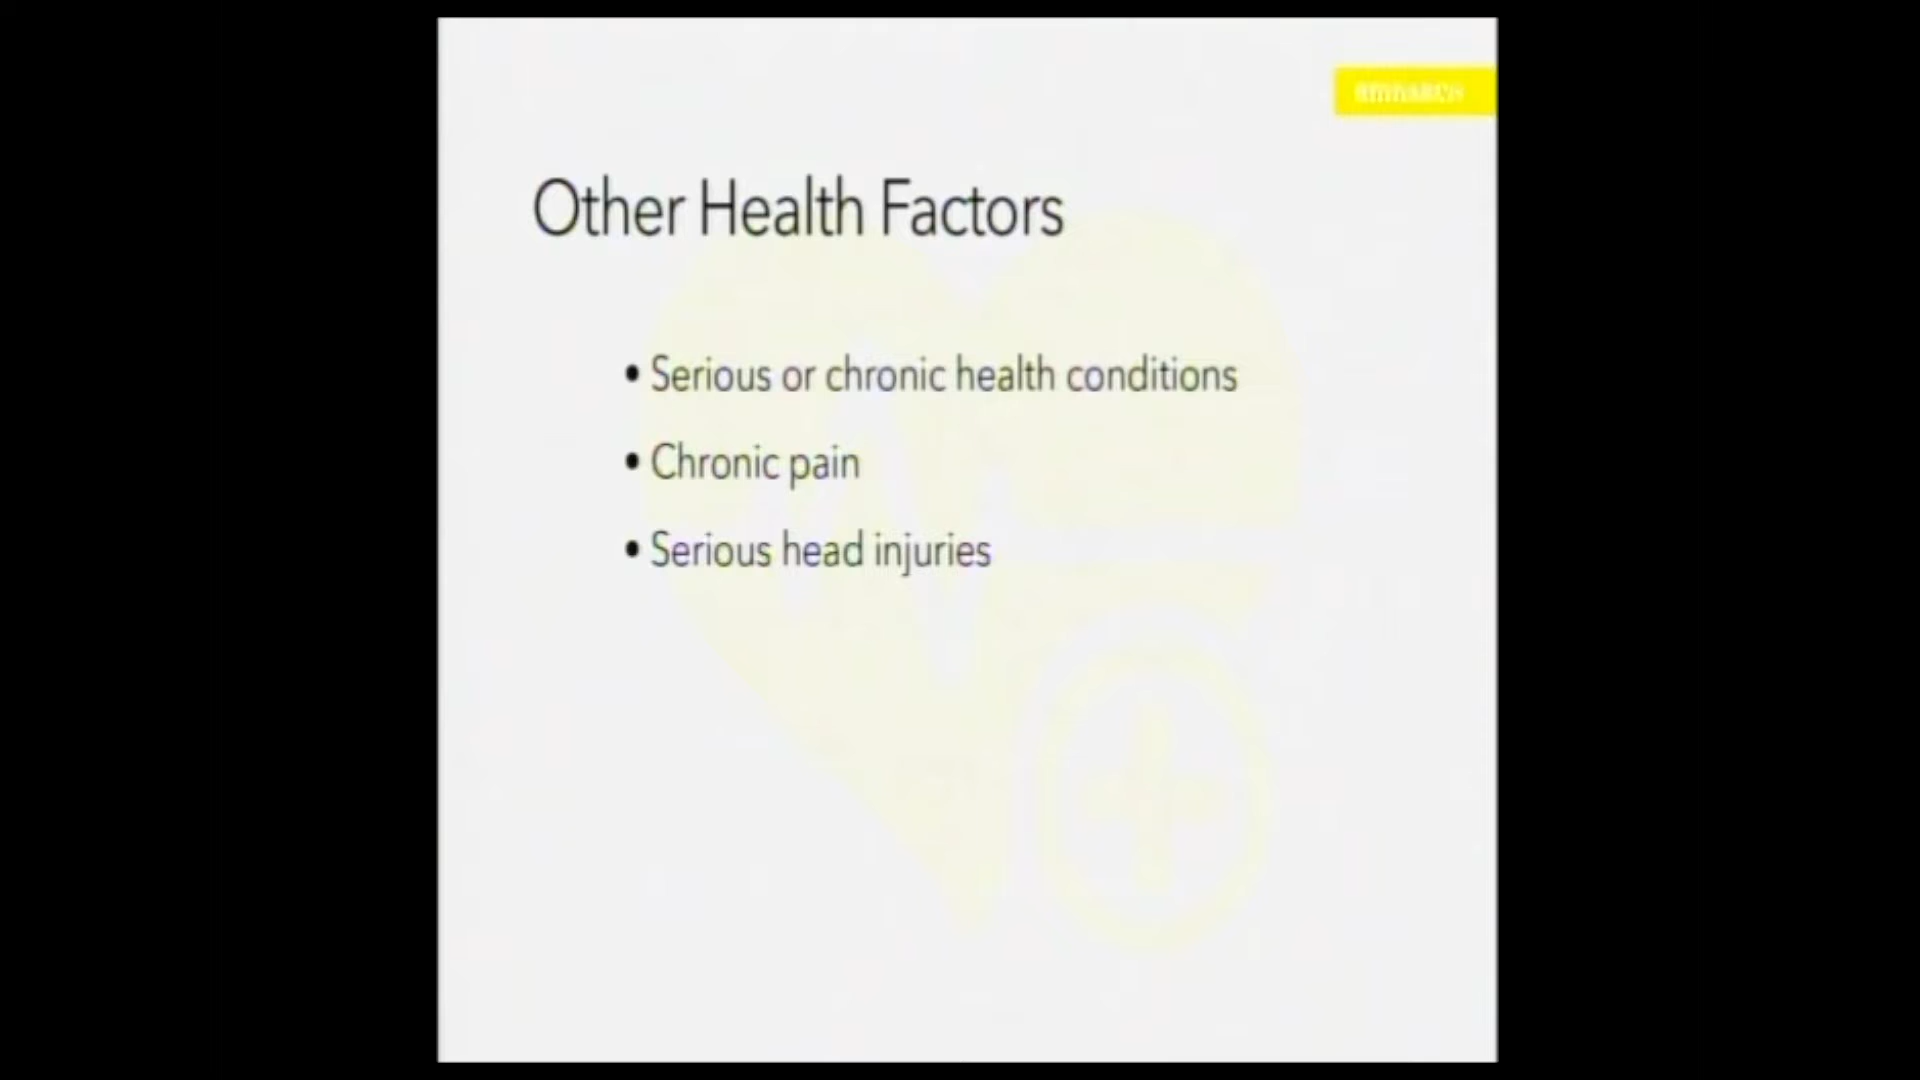 Other Health Factors
• Serious or chronic health conditions
• Chronic pain
• Serious head injuries